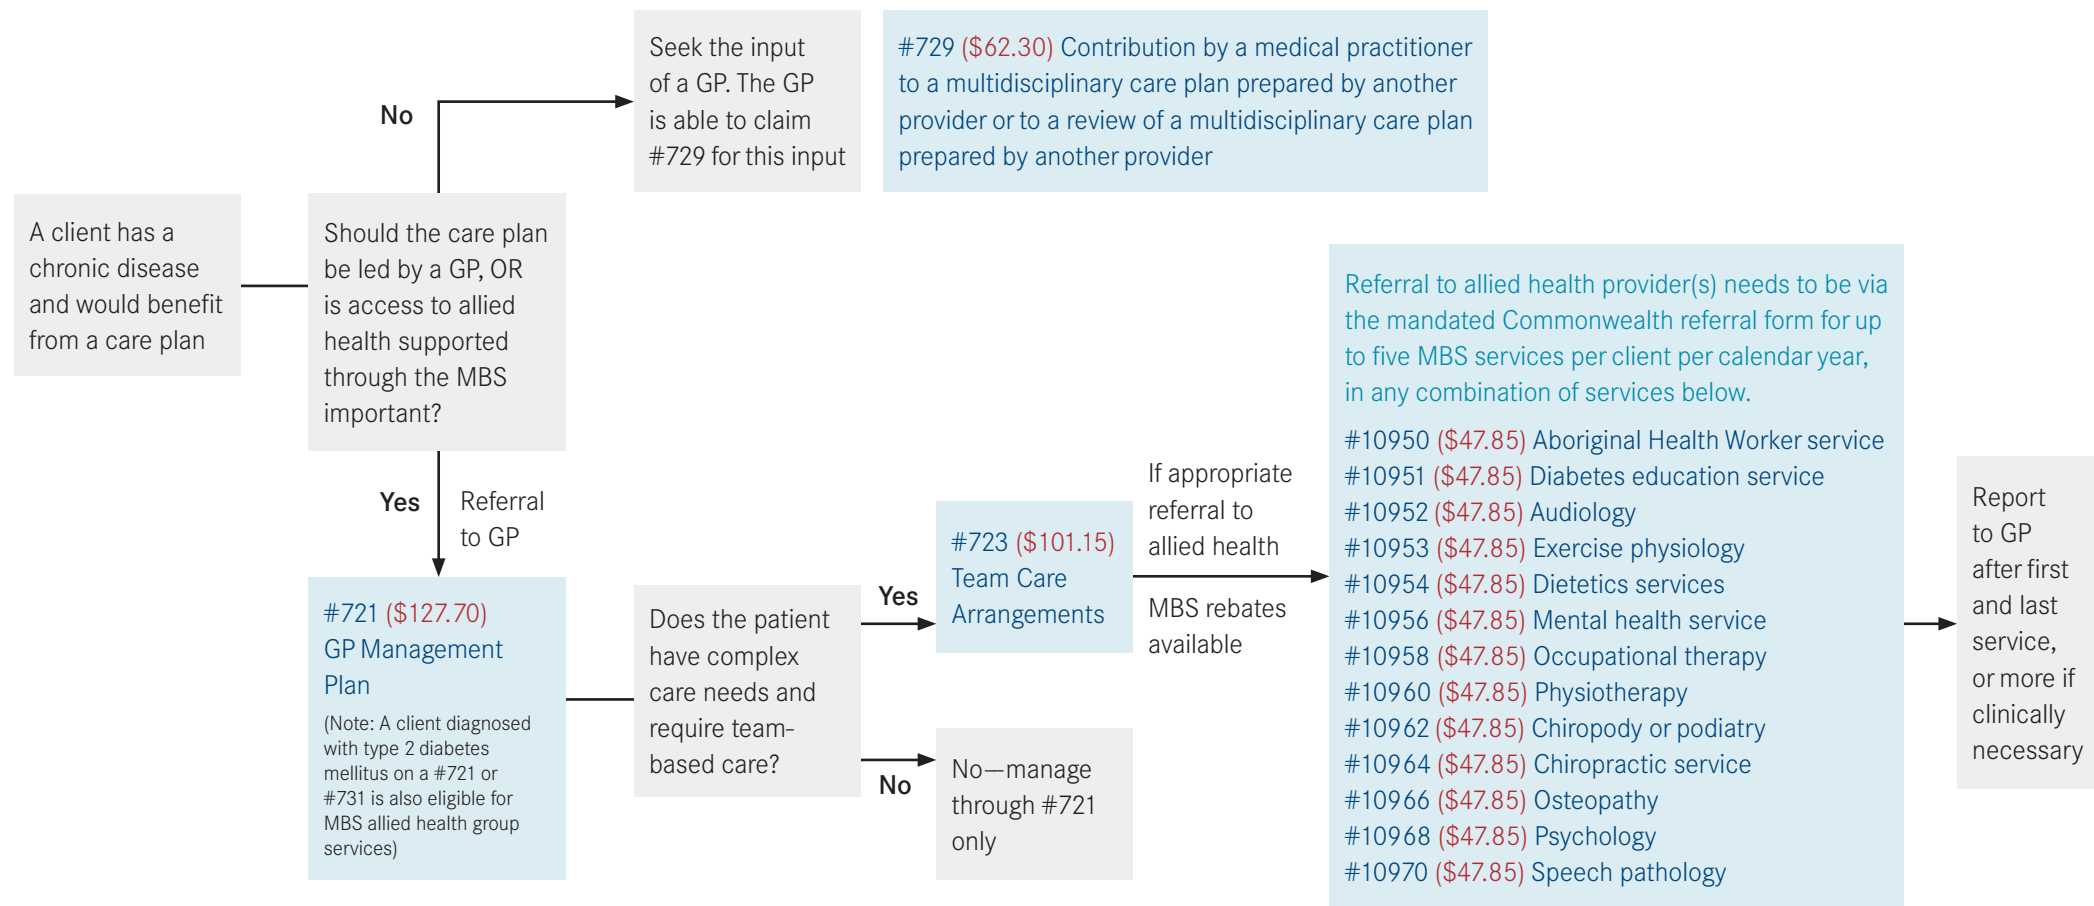 Seek the input
of a GP. The GP
is able to claim
#729 for this input
#729 ($62.30) Contribution by a medical practitioner
to a multidisciplinary care plan prepared by another
provider or to a review of a multidisciplinary care plan
prepared by another provider
No
A client has a
chronic disease
and would benefit
from a care plan
Should the care plan
be led by a GP, OR
is access to allied
health supported
through the MBS
important?
Yes
Referral
to GP
#721 ($127.70)
GP Management
Plan
(Note: A client diagnosed
with type 2 diabetes
mellitus on a #721 or
#731 is also eligible for
MBS allied health group
services)
Does the patient
have complex
care needs and
require team-
based care?
Yes
#723 ($101.15)
Team Care
Arrangements
No
No—manage
through #721
only
If appropriate
referral to
allied health
MBS rebates
available
Referral to allied health provider(s) needs to be via
the mandated Commonwealth referral form for up
to five MBS services per client per calendar year,
in any combination of services below.
#10950 ($47.85) Aboriginal Health Worker service
#10951 ($47.85) Diabetes education service
#10952 ($47.85) Audiology
#10953 ($47.85) Exercise physiology
#10954 ($47.85) Dietetics services
#10956 ($47.85) Mental health service
#10958 ($47.85) Occupational therapy
#10960 ($47.85) Physiotherapy
#10962 ($47.85) Chiropody or podiatry
#10964 ($47.85) Chiropractic service
#10966 ($47.85) Osteopathy
#10968 ($47.85) Psychology
#10970 ($47.85) Speech pathology
Report
to GP
after first
and last
service,
or more if
clinically
necessary